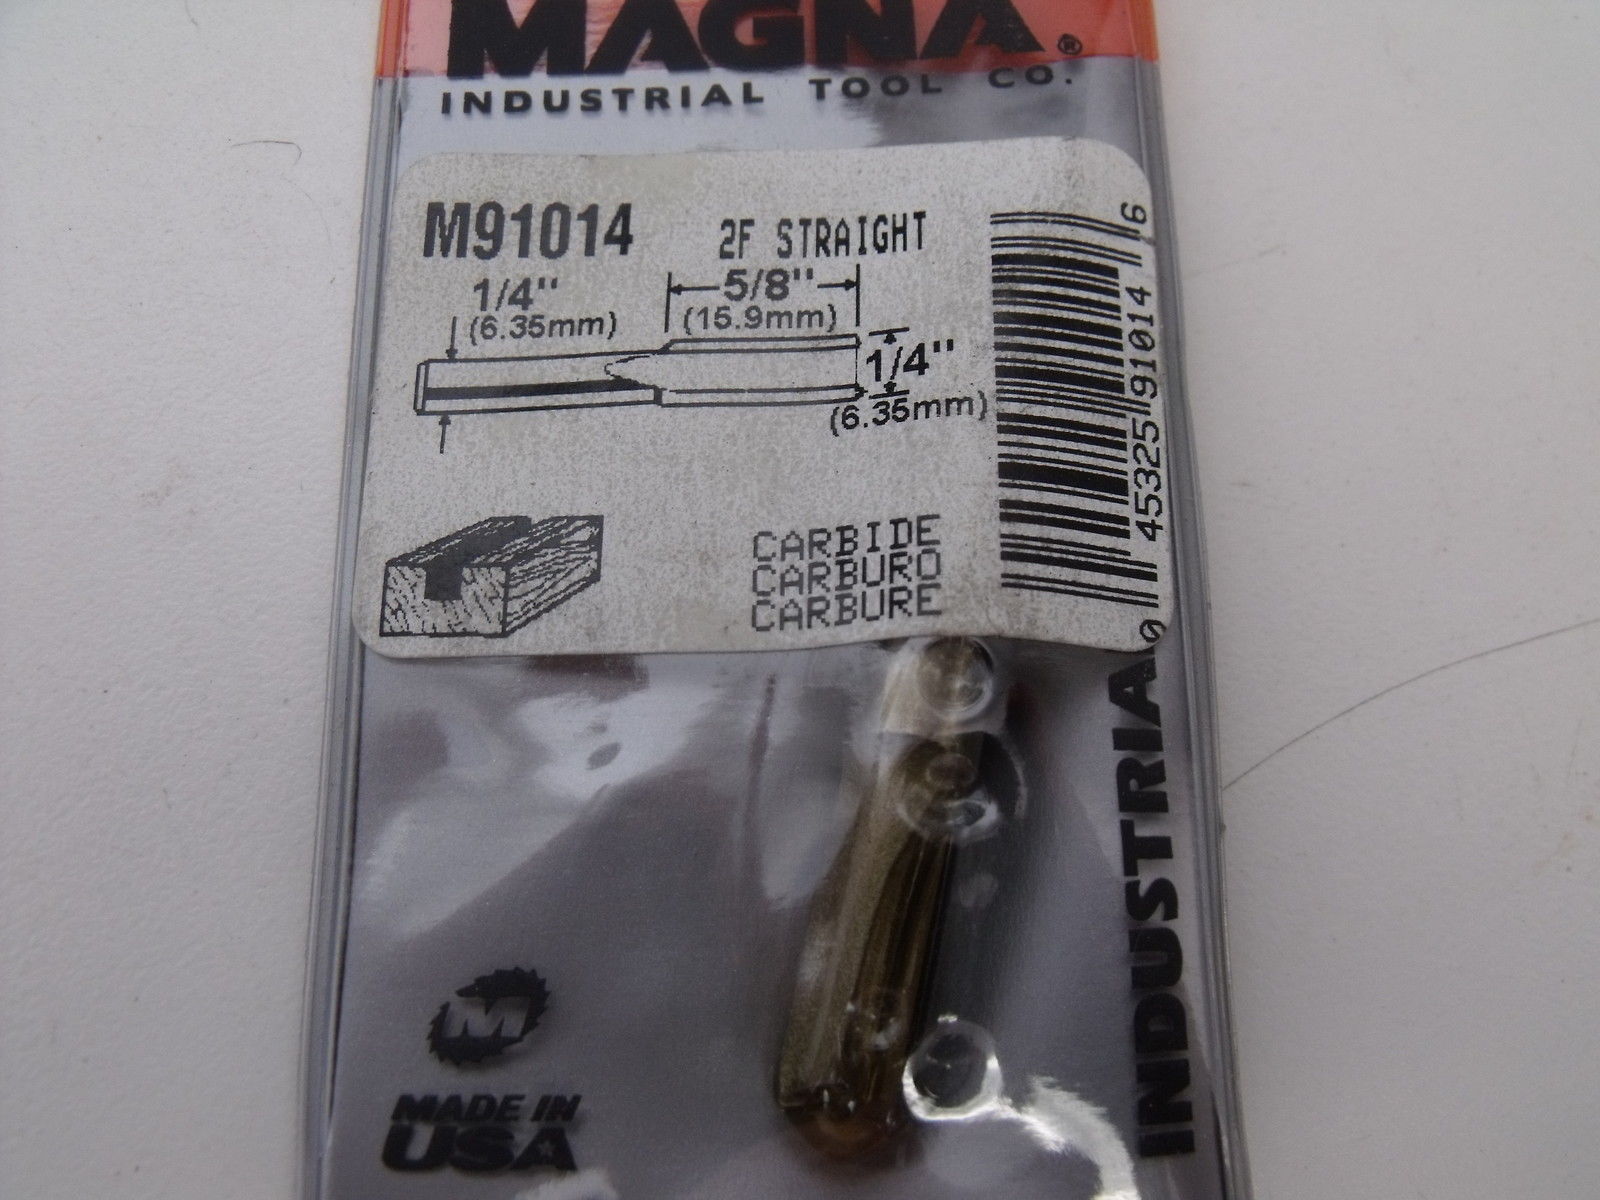 MAGNA®
INDUSTRIAL TOOL CO.
M91014
2F STRAIGHT
1/4"
(6.35mm)
5/8"
(15.9mm)
1/4"
(6.35mm)
CARBIDE
CARBURO
CARBURE
0 45325 91014 6
INDUSTRIA
M
MADE IN
USA